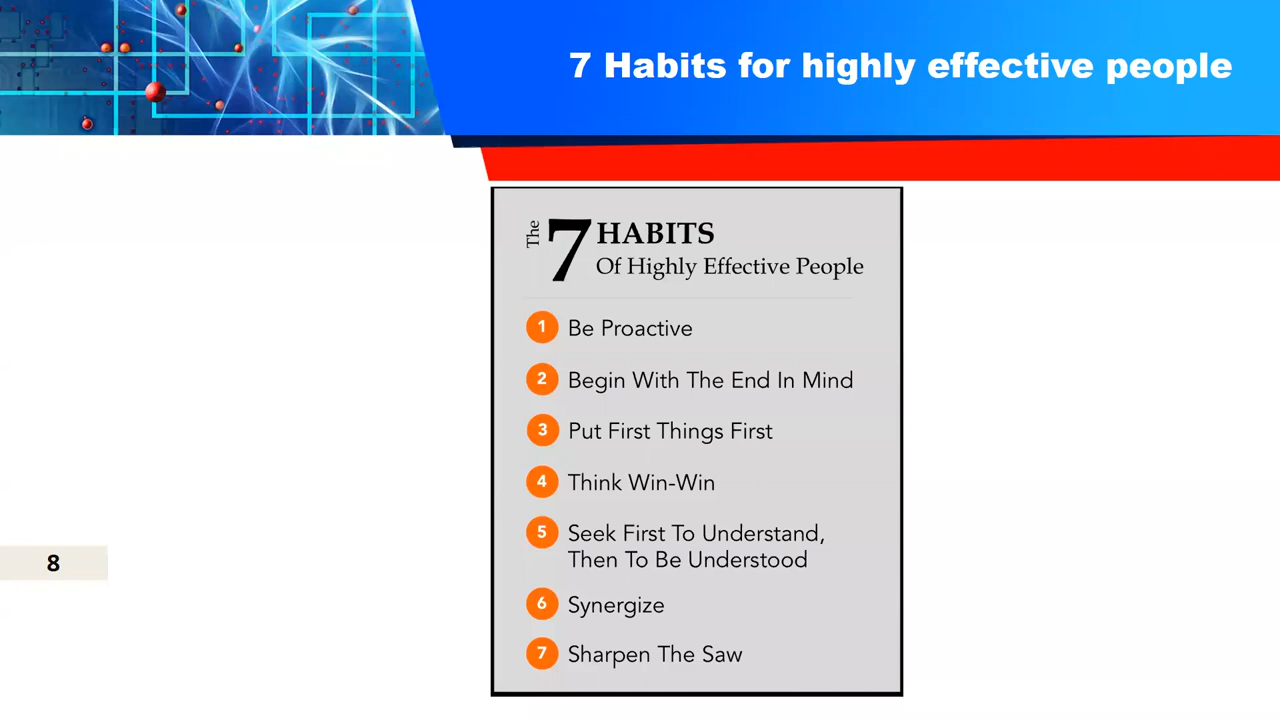 7 Habits for highly effective people
The 7 HABITS
Of Highly Effective People
1 Be Proactive
2 Begin With The End In Mind
3 Put First Things First
4 Think Win-Win
5 Seek First To Understand,
Then To Be Understood
6 Synergize
7 Sharpen The Saw
8